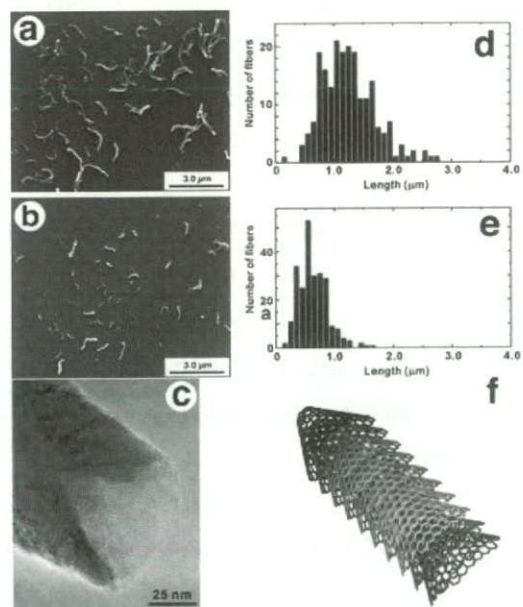 a
3.0 μm
b
3.0 μm
c
25 nm
d
Number of fibers
20
10
0
0
1.0
2.0
3.0
4.0
Length (μm)
e
Number of fibers
a
40
20
0
0
1.0
2.0
3.0
4.0
Length (μm)
f